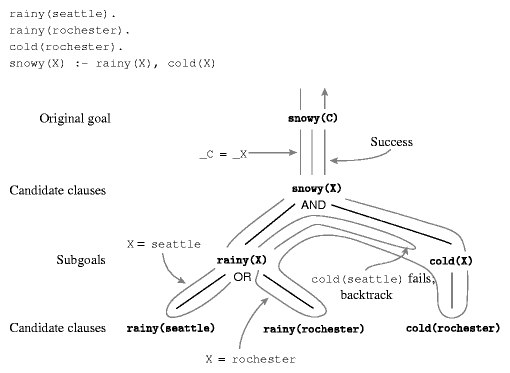 rainy(seattle).
rainy(rochester).
cold(rochester).
snowy(X) :- rainy(X), cold(X)
Original goal
snowy(C)
_C = _X
Success
Candidate clauses
snowy(X)
AND
X = seattle
Subgoals
rainy(X)
cold(X)
OR
cold(seattle) fails;
backtrack
Candidate clauses
rainy(seattle)
rainy(rochester)
cold(rochester)
X = rochester